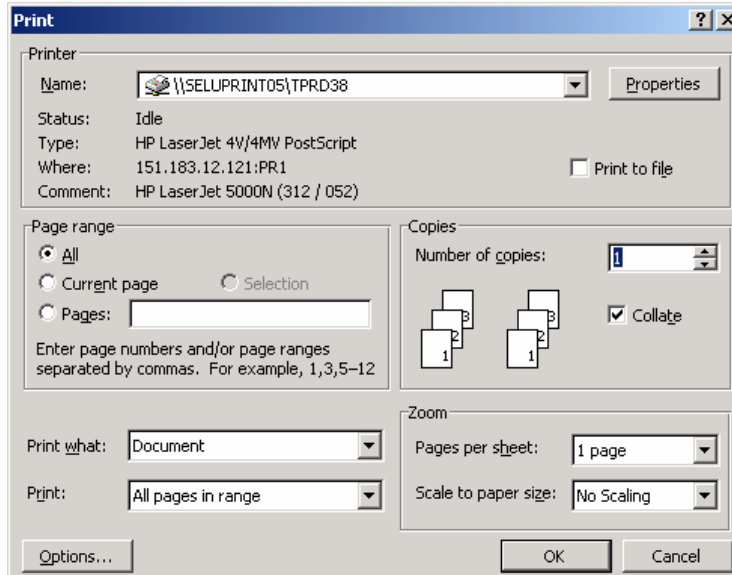 Print
Printer
Name: \\SELUPRINT05\TPRD38 Properties
Status: Idle
Type: HP LaserJet 4V/4MV PostScript
Where: 151.183.12.121:PR1 Print to file
Comment: HP LaserJet 5000N (312 / 052)
Page range
All
Current page Selection
Pages:
Enter page numbers and/or page ranges
separated by commas. For example, 1,3,5–12
Copies
Number of copies: 1
3 3
2 2
1 1
Collate
Print what: Document
Print: All pages in range
Zoom
Pages per sheet: 1 page
Scale to paper size: No Scaling
Options... OK Cancel